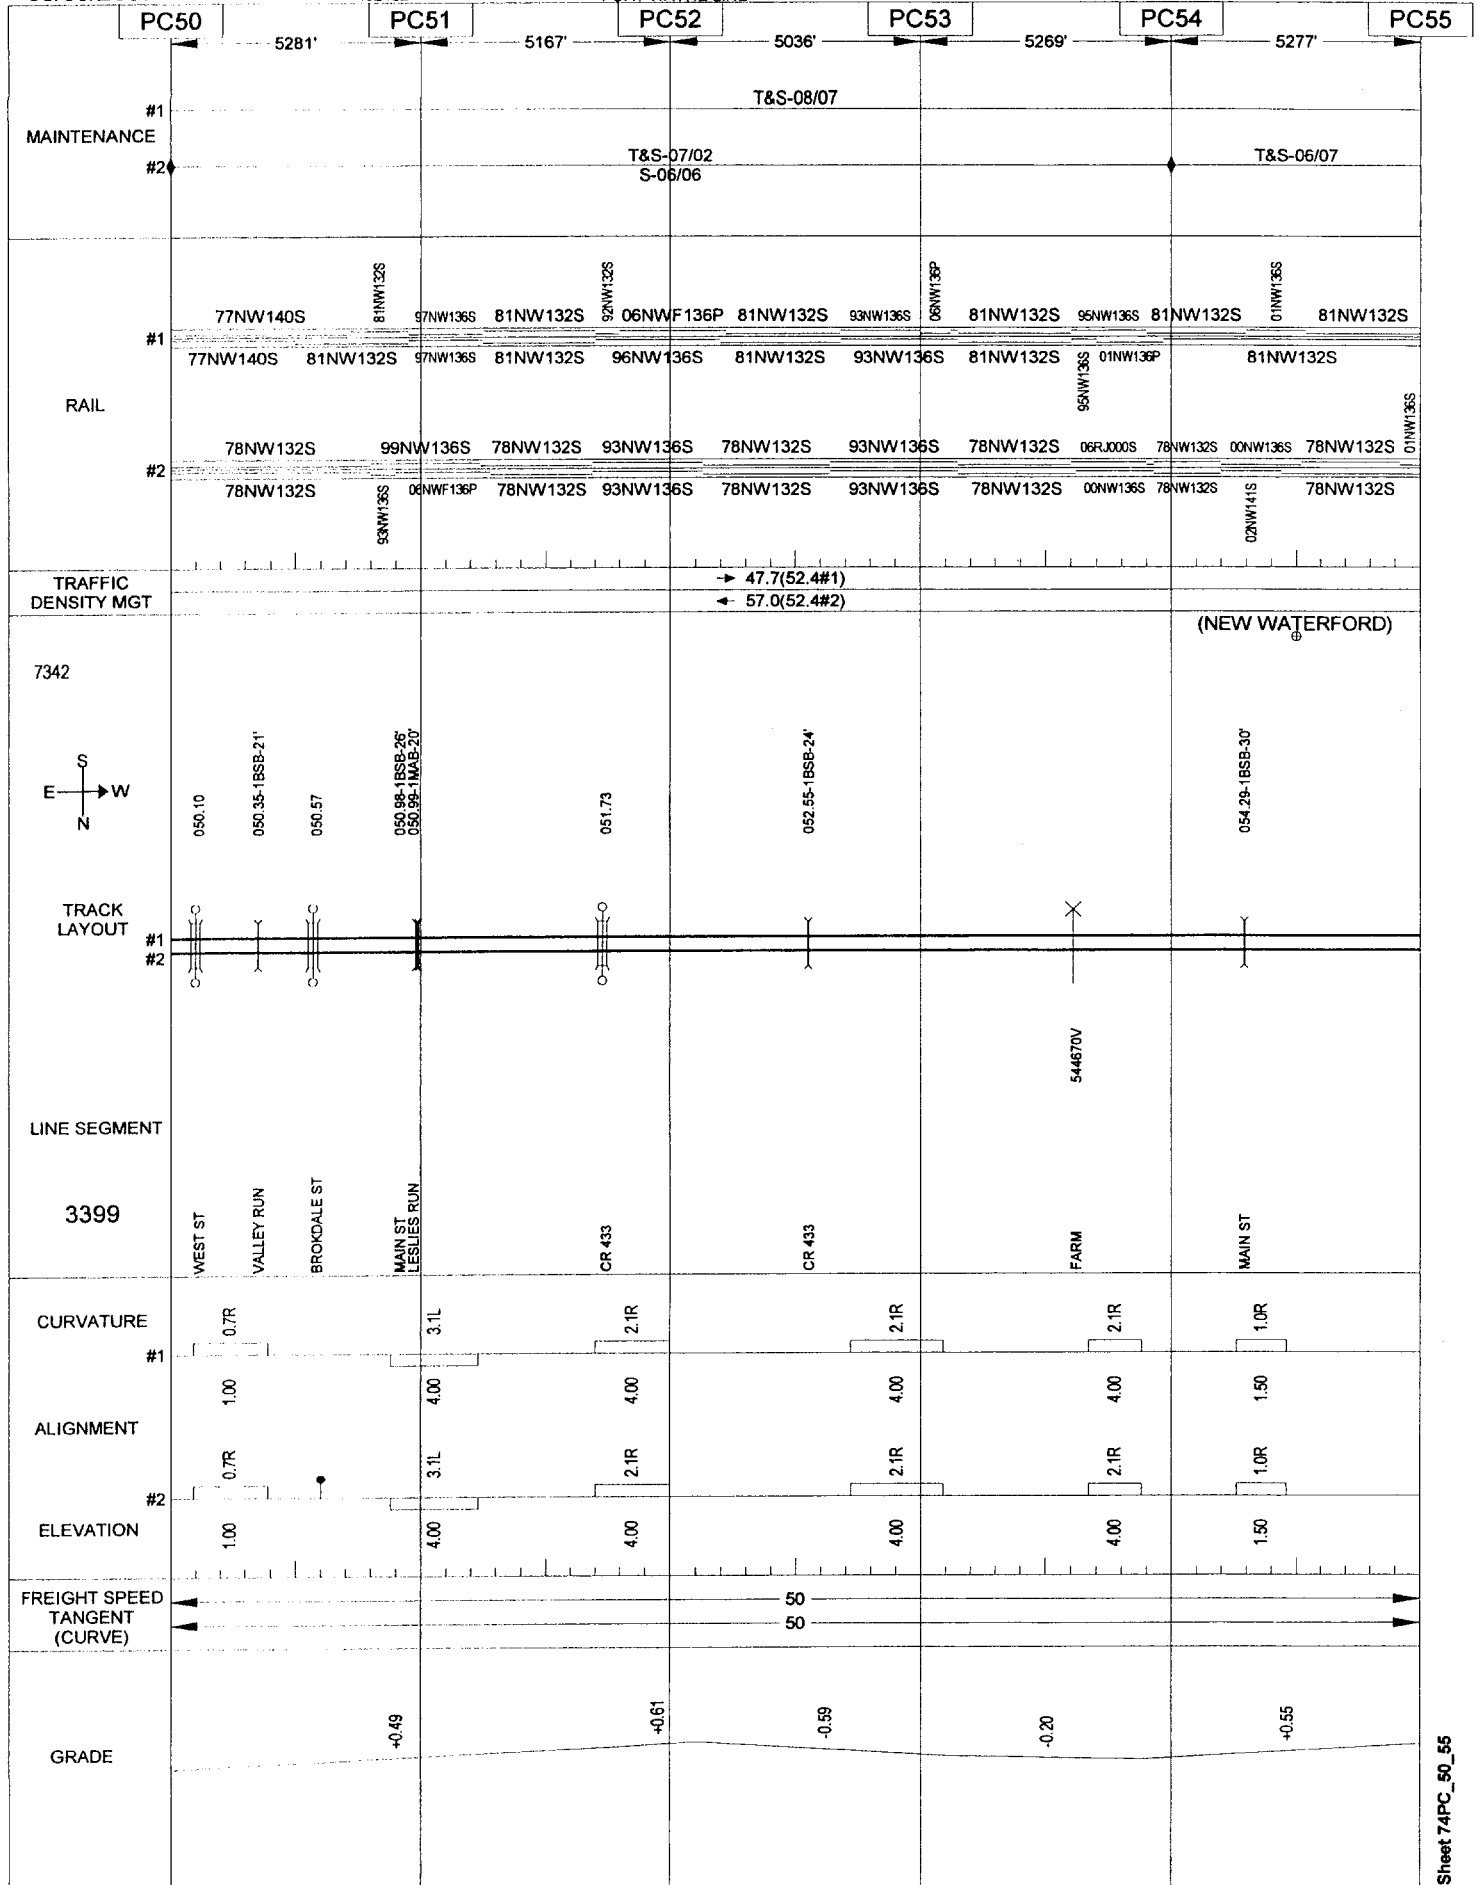 PC50 PC51 PC52 PC53 PC54 PC55
5281' 5167' 5036' 5269' 5277'
MAINTENANCE
#1 T&S-08/07
#2 T&S-07/02 T&S-06/07
S-06/06
RAIL
81NW132S 92NW132S 06NW136P 01NW136S
77NW140S 97NW136S 81NW132S 06NWF136P 81NW132S 93NW136S 81NW132S 95NW136S 81NW132S 81NW132S
#1
77NW140S 81NW132S 97NW136S 81NW132S 96NW136S 81NW132S 93NW136S 81NW132S 01NW136P 81NW132S
95NW136S
01NW136S
78NW132S 99NW136S 78NW132S 93NW136S 78NW132S 93NW136S 78NW132S 06RJ000S 78NW132S 00NW136S 78NW132S
#2
78NW132S 06NWF136P 78NW132S 93NW136S 78NW132S 93NW136S 78NW132S 00NW136S 78NW132S 78NW132S
93NW136S 02NW141S
TRAFFIC
DENSITY MGT
47.7(52.4#1)
57.0(52.4#2)
(NEW WATERFORD)
7342
S
E W
N
050.10
050.35-1BSB-21'
050.57
050.98-1BSB-26'
050.99-1MAB-20'
051.73
052.55-1BSB-24'
054.29-1BSB-30'
TRACK
LAYOUT
#1
#2
544670V
LINE SEGMENT
3399
WEST ST
VALLEY RUN
BROKDALE ST
MAIN ST
LESLIES RUN
CR 433
CR 433
FARM
MAIN ST
CURVATURE
0.7R 3.1L 2.1R 2.1R 2.1R 1.0R
#1
1.00 4.00 4.00 4.00 4.00 1.50
ALIGNMENT
0.7R 3.1L 2.1R 2.1R 2.1R 1.0R
#2
ELEVATION
1.00 4.00 4.00 4.00 4.00 1.50
FREIGHT SPEED
TANGENT
(CURVE)
50
50
GRADE
+0.49 +0.61 -0.59 -0.20 +0.55
Sheet 74PC_50_55